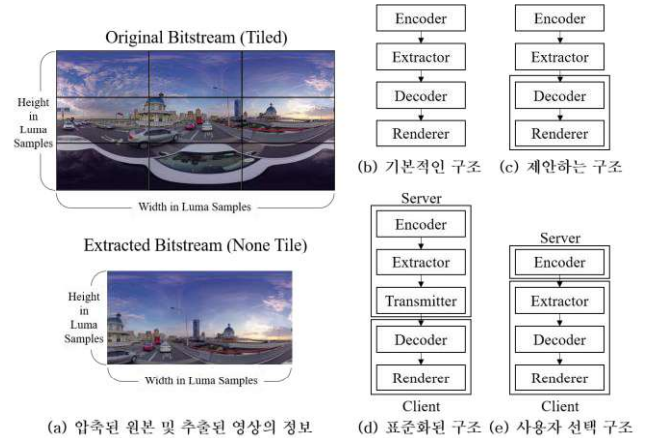 Original Bitstream (Tiled)
Height
in
Luma
Samples
Width in Luma Samples
Extracted Bitstream (None Tile)
Height
in
Luma
Samples
Width in Luma Samples
(a) 압축된 원본 및 추출된 영상의 정보
Encoder
Extractor
Decoder
Renderer
(b) 기본적인 구조
Encoder
Extractor
Decoder
Renderer
(c) 제안하는 구조
Server
Encoder
Extractor
Transmitter
Decoder
Renderer
Client
(d) 표준화된 구조
Server
Encoder
Extractor
Decoder
Renderer
Client
(e) 사용자 선택 구조